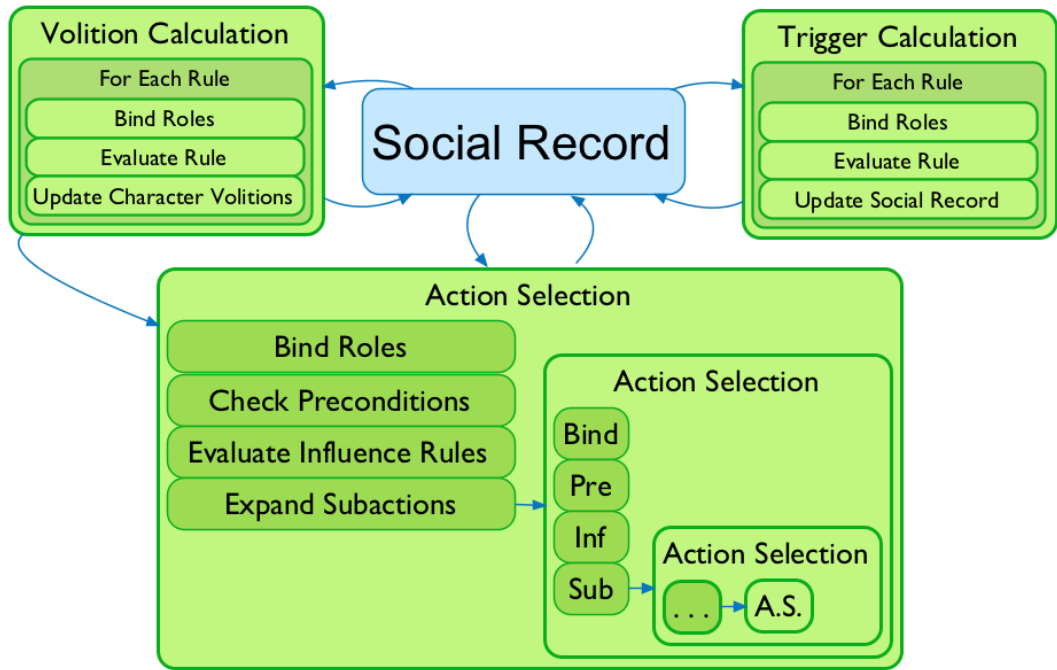 Volition Calculation
For Each Rule
Bind Roles
Evaluate Rule
Update Character Volitions
Social Record
Trigger Calculation
For Each Rule
Bind Roles
Evaluate Rule
Update Social Record
Action Selection
Bind Roles
Check Preconditions
Evaluate Influence Rules
Expand Subactions
Action Selection
Bind
Pre
Inf
Sub
Action Selection
. . .
A.S.